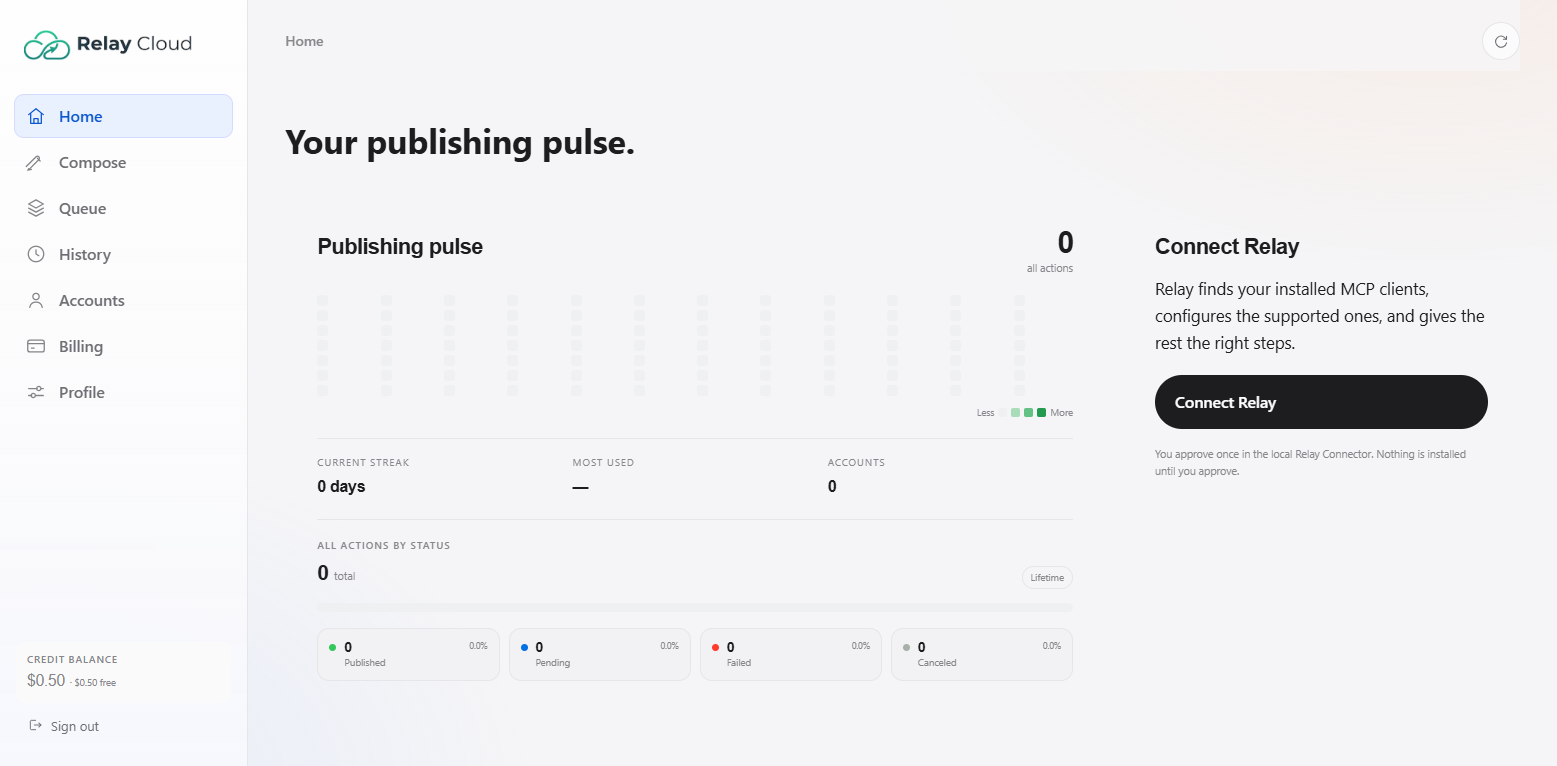 Relay Cloud
Home
Compose
Queue
History
Accounts
Billing
Profile
CREDIT BALANCE
$0.50 · $0.50 free
Sign out
Home
Your publishing pulse.
Publishing pulse
0
all actions
Less More
CURRENT STREAK
0 days
MOST USED
—
ACCOUNTS
0
ALL ACTIONS BY STATUS
0 total
Lifetime
0 0.0%
Published
0 0.0%
Pending
0 0.0%
Failed
0 0.0%
Canceled
Connect Relay
Relay finds your installed MCP clients,
configures the supported ones, and gives the
rest the right steps.
Connect Relay
You approve once in the local Relay Connector. Nothing is installed
until you approve.